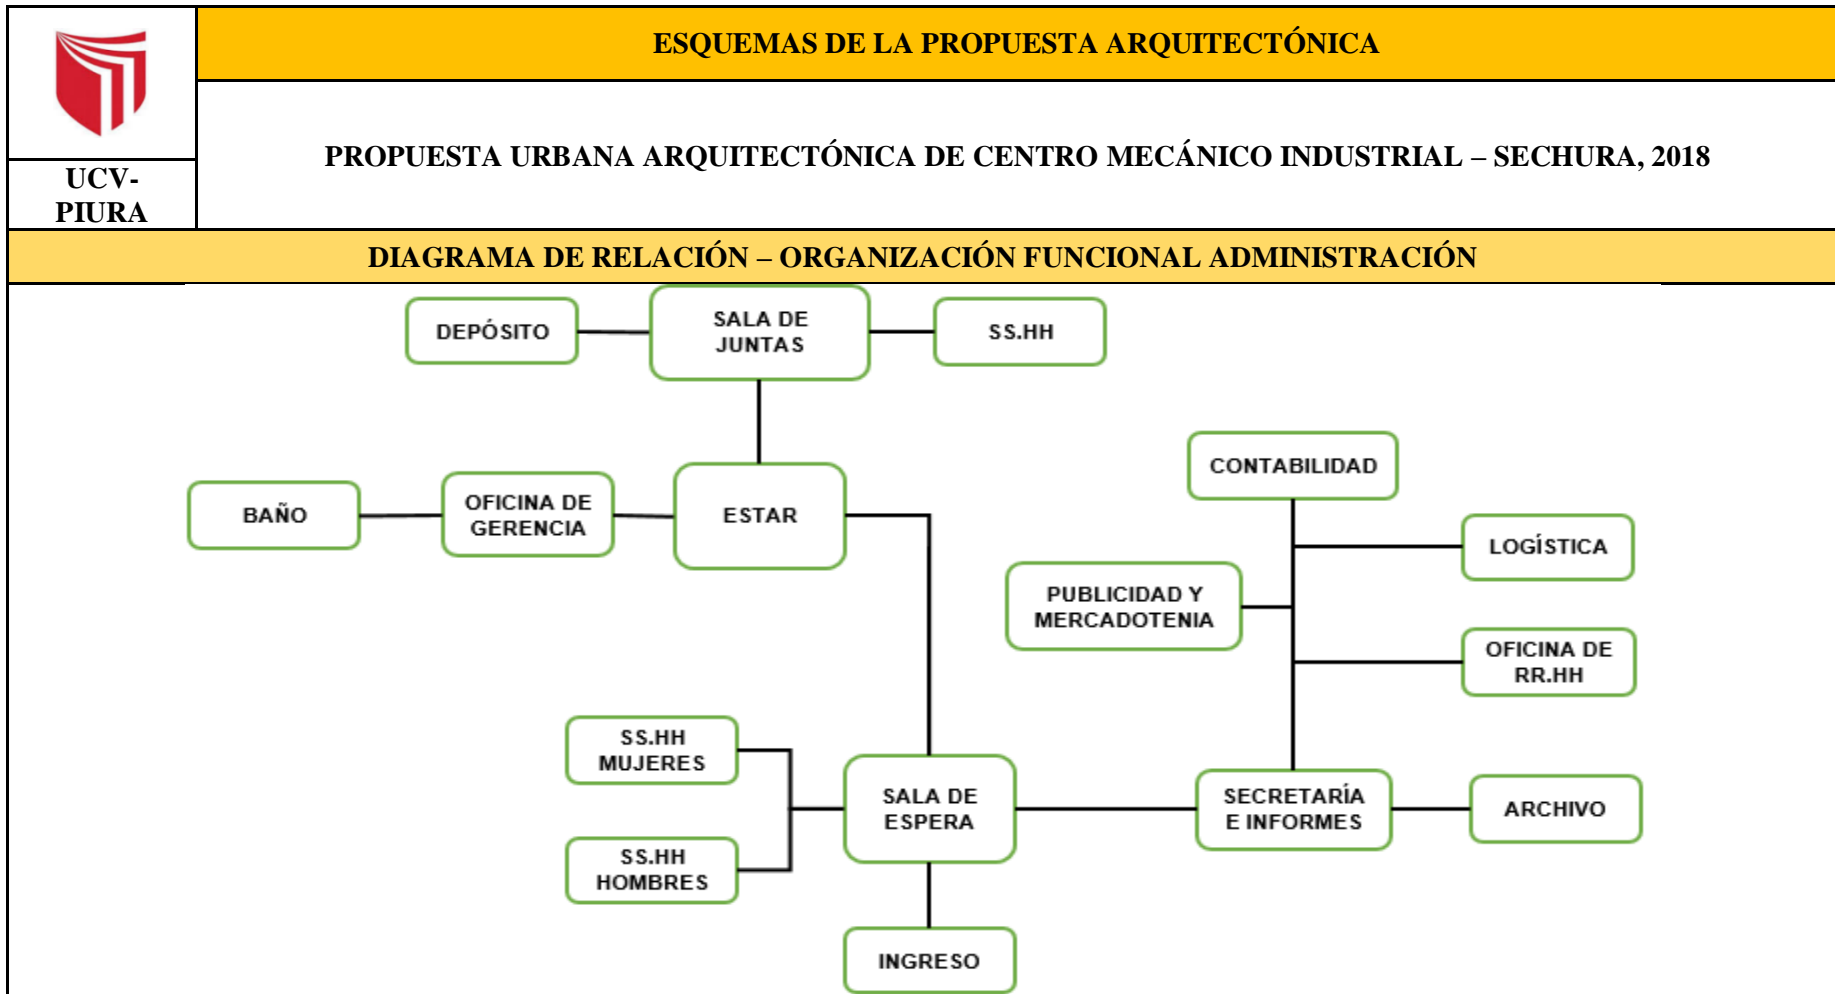 ESQUEMAS DE LA PROPUESTA ARQUITECTÓNICA
PROPUESTA URBANA ARQUITECTÓNICA DE CENTRO MECÁNICO INDUSTRIAL – SECHURA, 2018
UCV-
PIURA
DIAGRAMA DE RELACIÓN – ORGANIZACIÓN FUNCIONAL ADMINISTRACIÓN
DEPÓSITO
SALA DE
JUNTAS
SS.HH
CONTABILIDAD
BAÑO
OFICINA DE
GERENCIA
ESTAR
LOGÍSTICA
PUBLICIDAD Y
MERCADOTENIA
OFICINA DE
RR.HH
SS.HH
MUJERES
SALA DE
ESPERA
SECRETARÍA
E INFORMES
ARCHIVO
SS.HH
HOMBRES
INGRESO